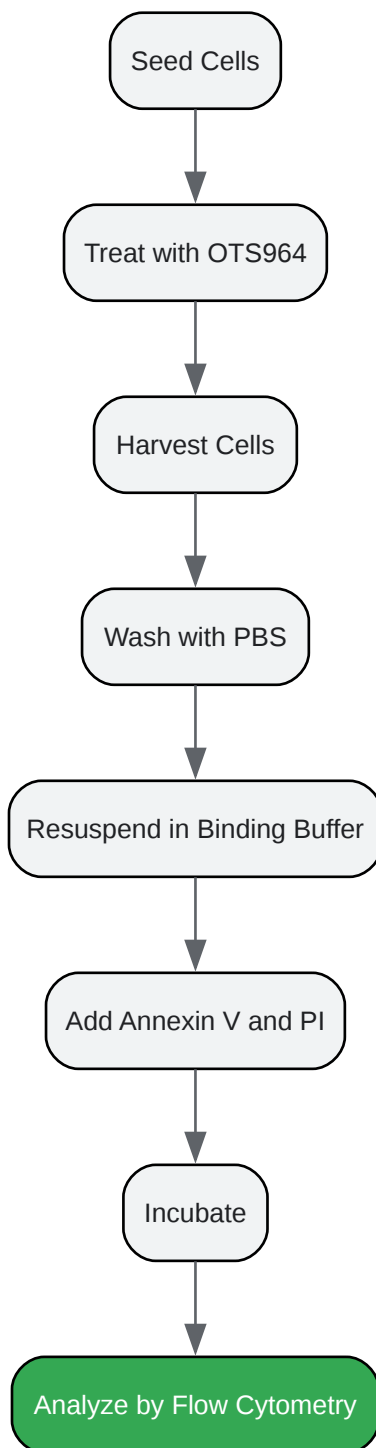 Seed Cells
Treat with OTS964
Harvest Cells
Wash with PBS
Resuspend in Binding Buffer
Add Annexin V and PI
Incubate
Analyze by Flow Cytometry